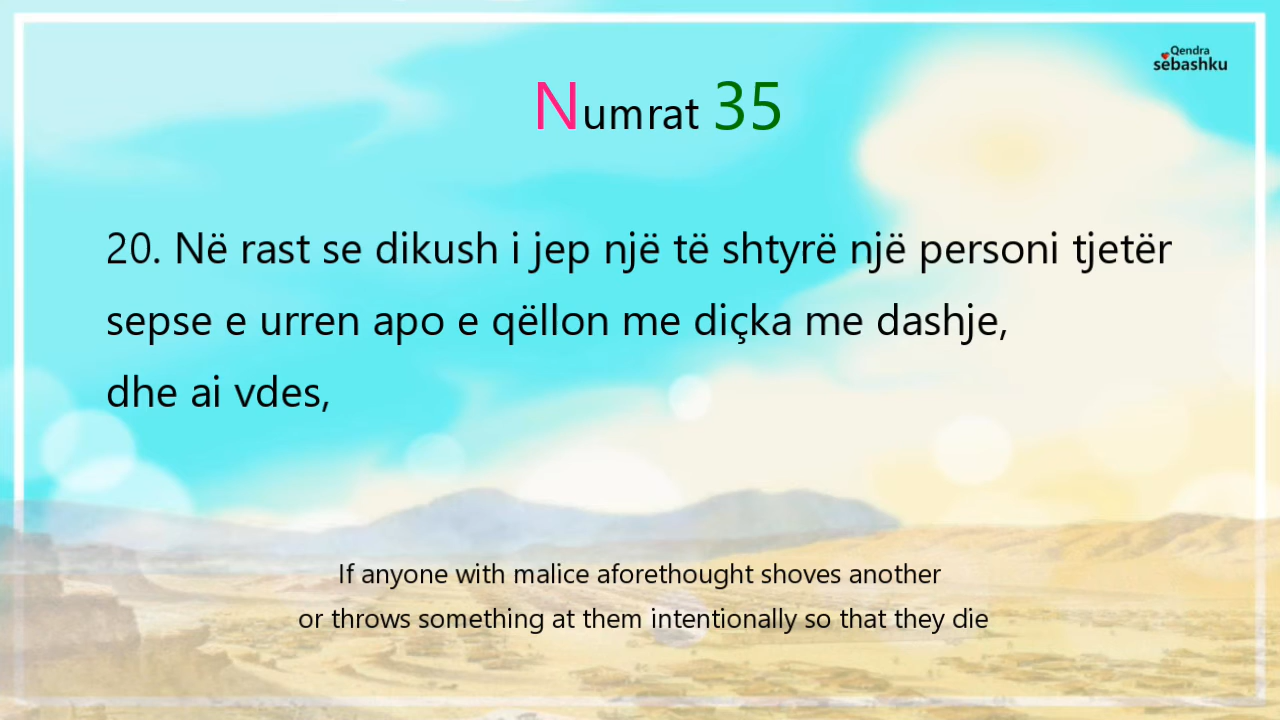 Qendra
sëbashku
Numrat 35
20. Në rast se dikush i jep një të shtyrë një personi tjetër
sepse e urren apo e qëllon me diçka me dashje,
dhe ai vdes,
If anyone with malice aforethought shoves another
or throws something at them intentionally so that they die